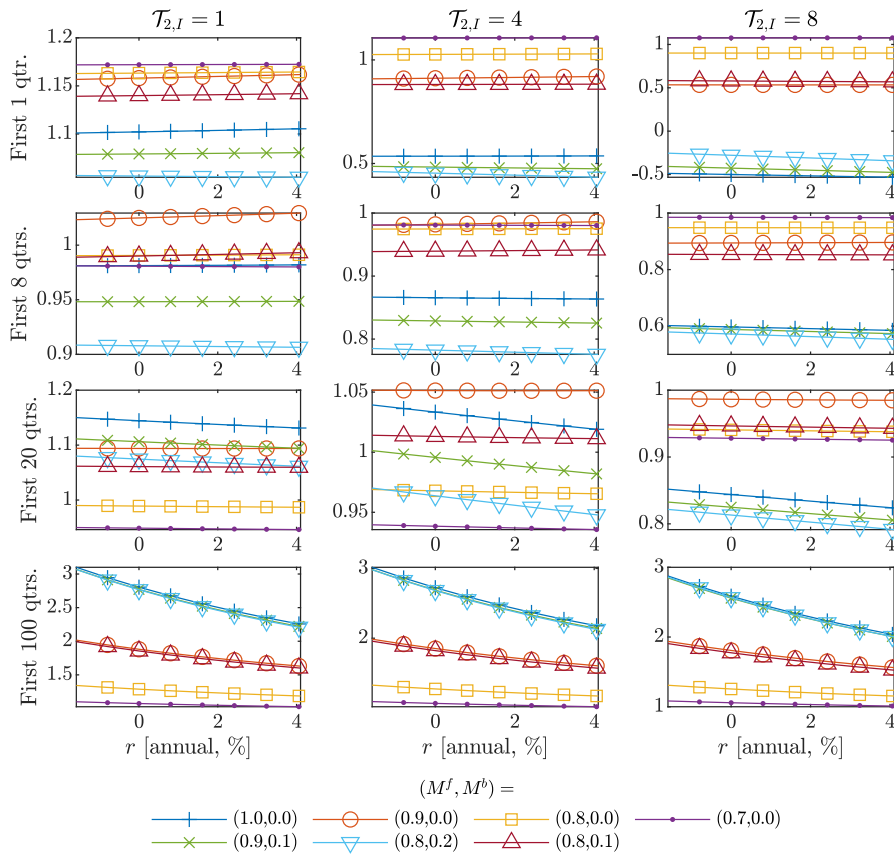 𝒯₂,I = 1 𝒯₂,I = 4 𝒯₂,I = 8
First 1 qtr.
1.2 1.15 1.1
1 0.5
1 0.5 0 -0.5
0 2 4 0 2 4 0 2 4
First 8 qtrs.
1 0.95 0.9
1 0.9 0.8
1 0.8 0.6
0 2 4 0 2 4 0 2 4
First 20 qtrs.
1.2 1.1 1
1.05 1 0.95
1 0.9 0.8
0 2 4 0 2 4 0 2 4
First 100 qtrs.
3 2.5 2 1.5
3 2
3 2 1
0 2 4 0 2 4 0 2 4
r [annual, %] r [annual, %] r [annual, %]
(M^f, M^b) =
(1.0,0.0) (0.9,0.0) (0.8,0.0) (0.7,0.0)
(0.9,0.1) (0.8,0.2) (0.8,0.1)